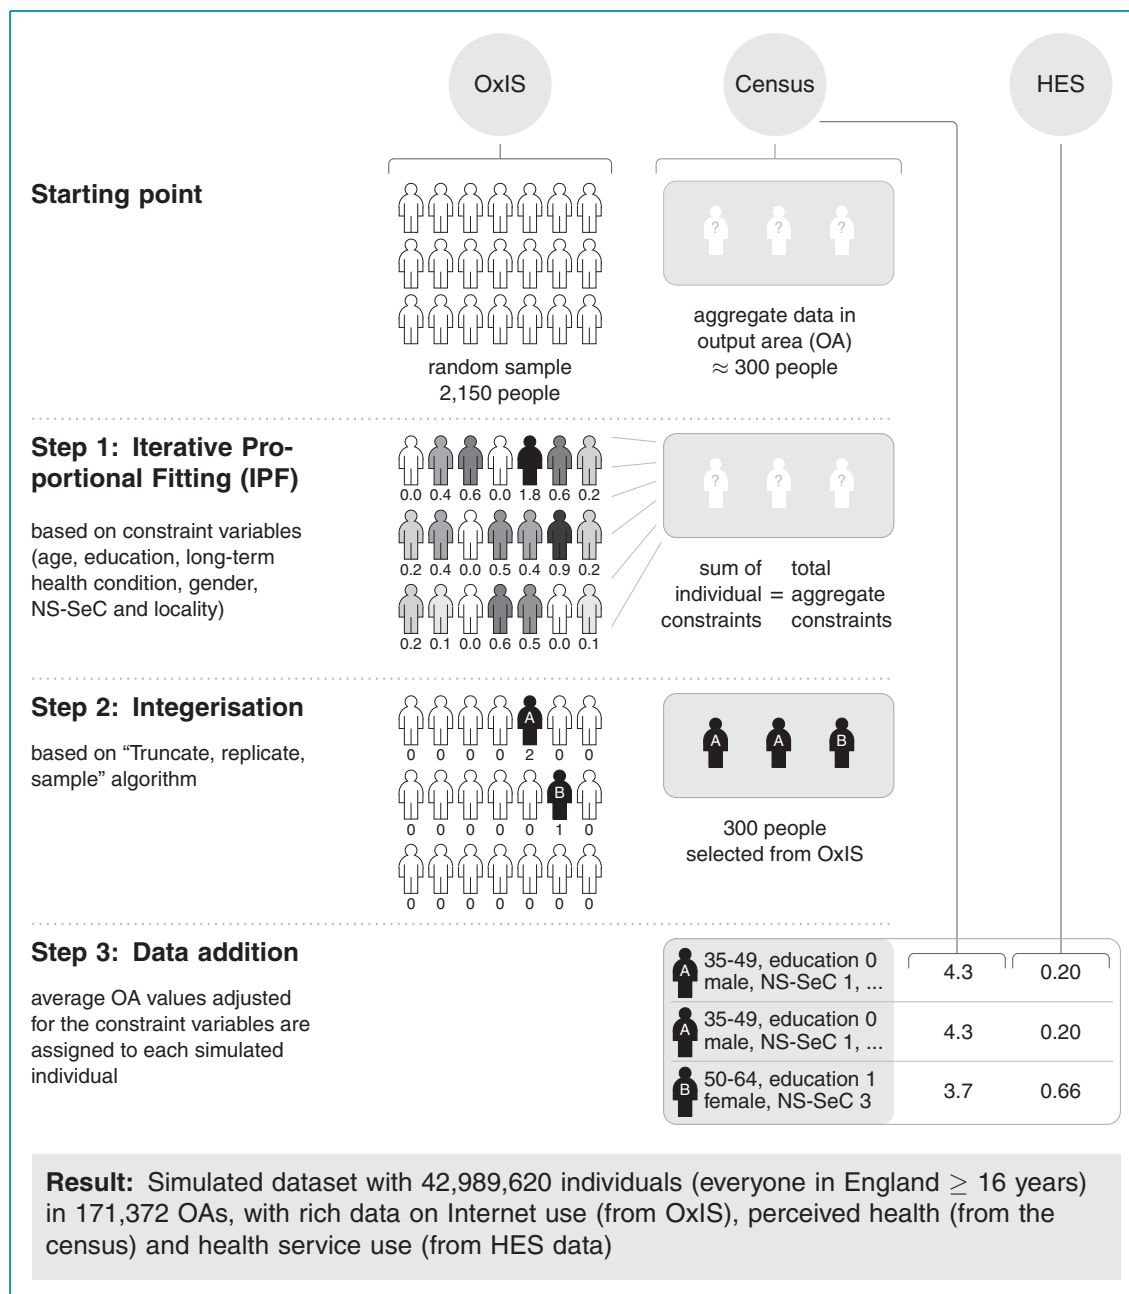 OxIS
Census
HES
Starting point
? ? ?
random sample
2,150 people
aggregate data in
output area (OA)
≈ 300 people
Step 1: Iterative Pro-
portional Fitting (IPF)
based on constraint variables
(age, education, long-term
health condition, gender,
NS-SeC and locality)
0.0 0.4 0.6 0.0 1.8 0.6 0.2
0.2 0.4 0.0 0.5 0.4 0.9 0.2
0.2 0.1 0.0 0.6 0.5 0.0 0.1
? ? ?
sum of
individual
constraints
=
total
aggregate
constraints
Step 2: Integerisation
based on “Truncate, replicate,
sample” algorithm
A
0 0 0 0 2 0 0
B
0 0 0 0 0 1 0
0 0 0 0 0 0 0
A A B
300 people
selected from OxIS
Step 3: Data addition
average OA values adjusted
for the constraint variables are
assigned to each simulated
individual
A 35-49, education 0
male, NS-SeC 1, ...
4.3 0.20
A 35-49, education 0
male, NS-SeC 1, ...
4.3 0.20
B 50-64, education 1
female, NS-SeC 3
3.7 0.66
Result: Simulated dataset with 42,989,620 individuals (everyone in England ≥ 16 years)
in 171,372 OAs, with rich data on Internet use (from OxIS), perceived health (from the
census) and health service use (from HES data)